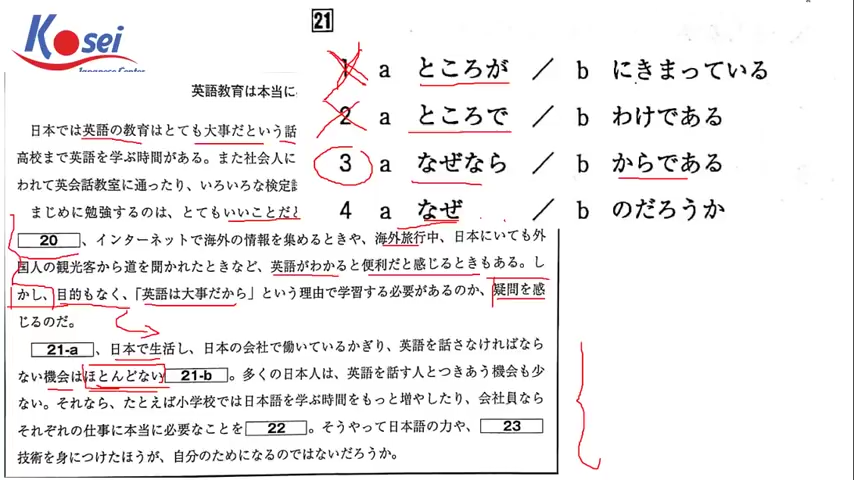 Kosei
Japanese Center
21
1 a ところが / b にきまっている
2 a ところで / b わけである
3 a なぜなら / b からである
4 a なぜ / b のだろうか
英語教育は本当に
日本では英語の教育はとても大事だという話
高校まで英語を学ぶ時間がある。また社会人に
われて英会話教室に通ったり、いろいろな検定
まじめに勉強するのは、とてもいいことだと
20 、インターネットで海外の情報を集めるときや、海外旅行中、日本にいても外
国人の観光客から道を聞かれたときなど、英語がわかると便利だと感じるときもある。し
かし、目的もなく、「英語は大事だから」という理由で学習する必要があるのか、疑問を感
じるのだ。
21-a 、日本で生活し、日本の会社で働いているかぎり、英語を話さなければなら
ない機会はほとんどない 21-b 。多くの日本人は、英語を話す人とつきあう機会も少
ない。それなら、たとえば小学校では日本語を学ぶ時間をもっと増やしたり、会社員なら
それぞれの仕事に本当に必要なことを 22 。そうやって日本語の力や、 23
技術を身につけたほうが、自分のためになるのではないだろうか。